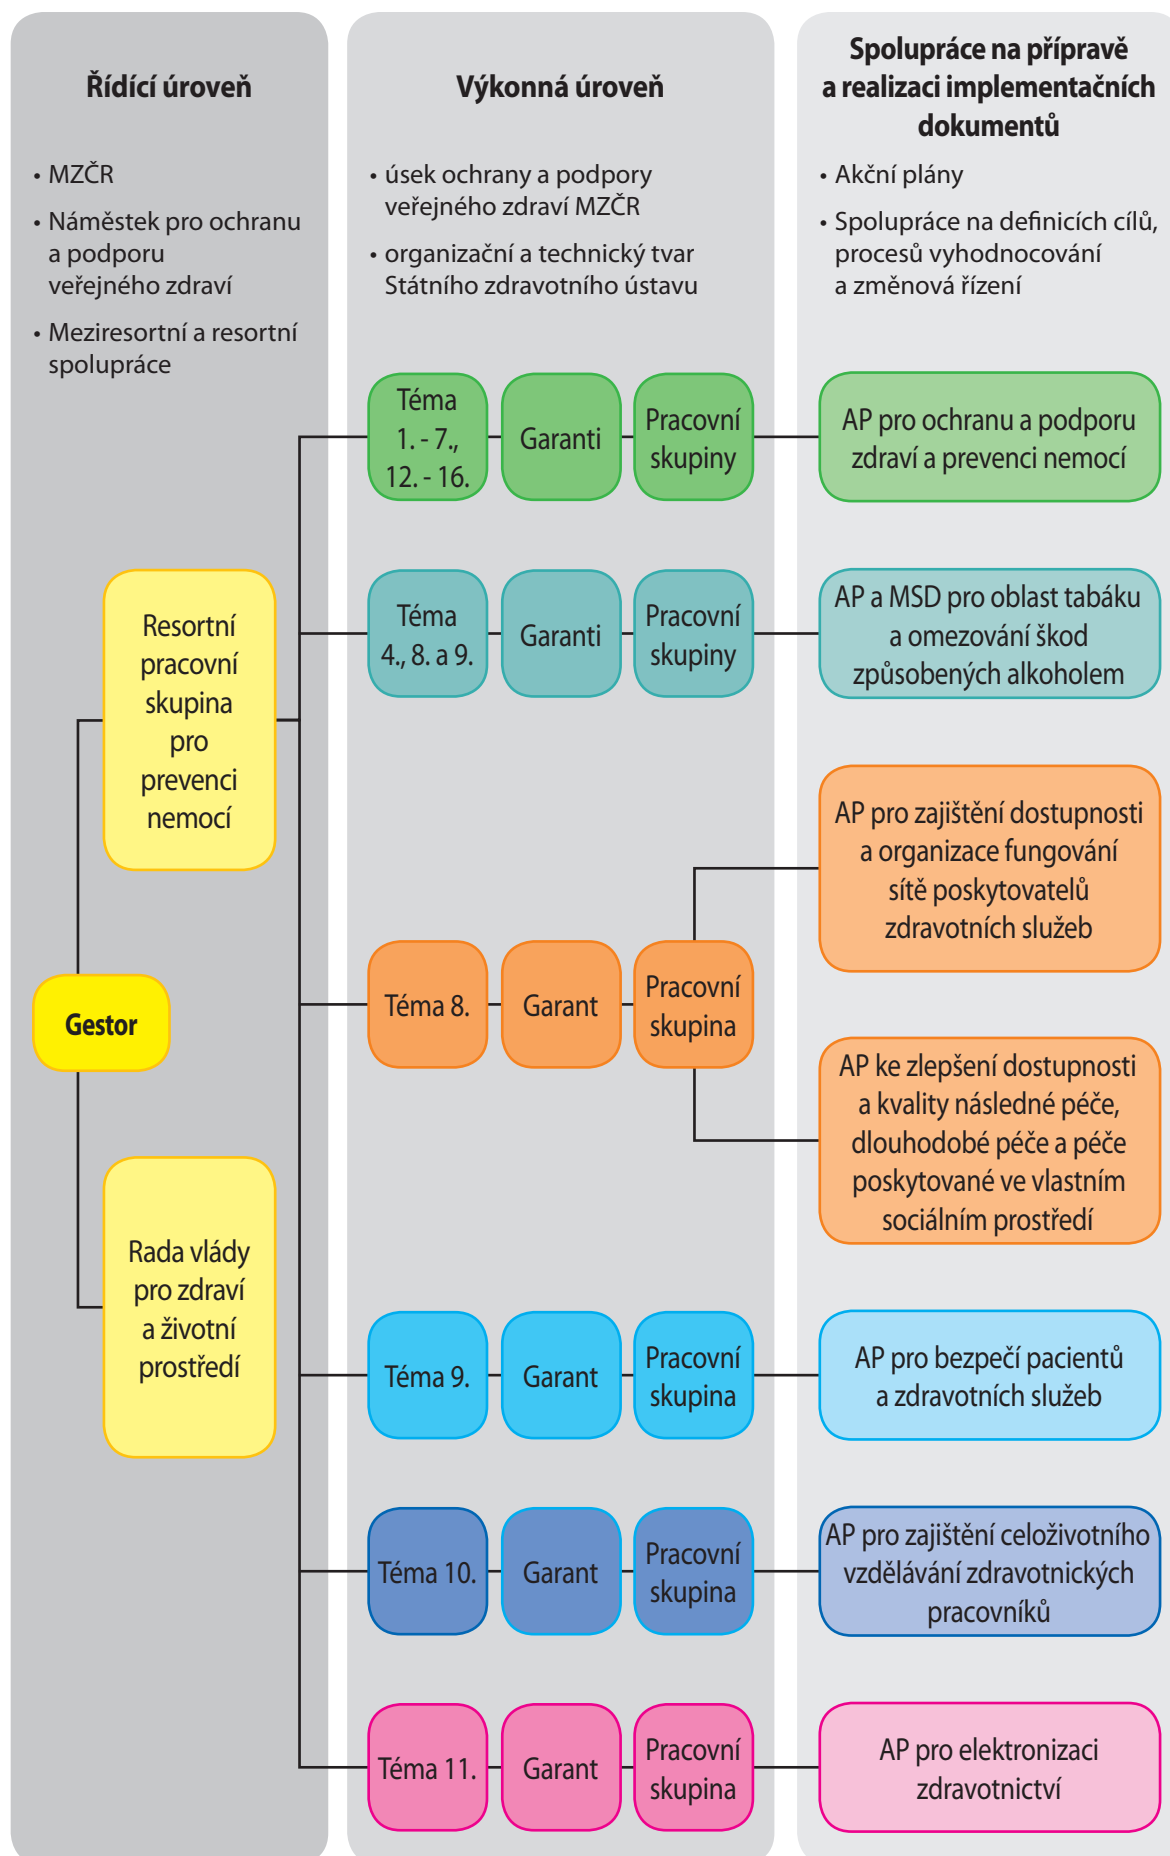 Řídící úroveň
• MZČR
• Náměstek pro ochranu
a podporu
veřejného zdraví
• Meziresortní a resortní
spolupráce
Resortní
pracovní
skupina
pro
prevenci
nemocí
Gestor
Rada vlády
pro zdraví
a životní
prostředí
Výkonná úroveň
• úsek ochrany a podpory
veřejného zdraví MZČR
• organizační a technický tvar
Státního zdravotního ústavu
Spolupráce na přípravě
a realizaci implementačních
dokumentů
• Akční plány
• Spolupráce na definicích cílů,
procesů vyhodnocování
a změnová řízení
Téma
1. - 7.,
12. - 16.
Garanti
Pracovní
skupiny
AP pro ochranu a podporu
zdraví a prevenci nemocí
Téma
4., 8. a 9.
Garanti
Pracovní
skupiny
AP a MSD pro oblast tabáku
a omezování škod
způsobených alkoholem
Téma 8.
Garant
Pracovní
skupina
AP pro zajištění dostupnosti
a organizace fungování
sítě poskytovatelů
zdravotních služeb
AP ke zlepšení dostupnosti
a kvality následné péče,
dlouhodobé péče a péče
poskytované ve vlastním
sociálním prostředí
Téma 9.
Garant
Pracovní
skupina
AP pro bezpečí pacientů
a zdravotních služeb
Téma 10.
Garant
Pracovní
skupina
AP pro zajištění celoživotního
vzdělávání zdravotnických
pracovníků
Téma 11.
Garant
Pracovní
skupina
AP pro elektronizaci
zdravotnictví